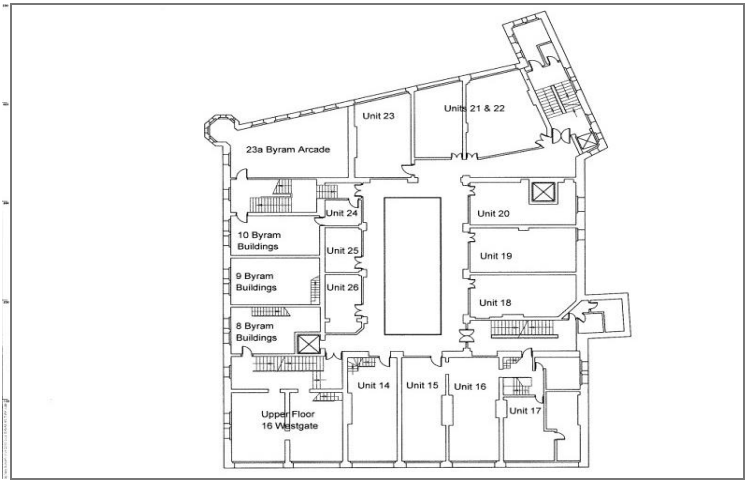 Unit 23
Units 21 & 22
23a Byram Arcade
Unit 24
Unit 20
10 Byram
Buildings
Unit 25
Unit 19
9 Byram
Buildings
Unit 26
Unit 18
8 Byram
Buildings
Unit 14
Unit 15
Unit 16
Unit 17
Upper Floor
16 Westgate